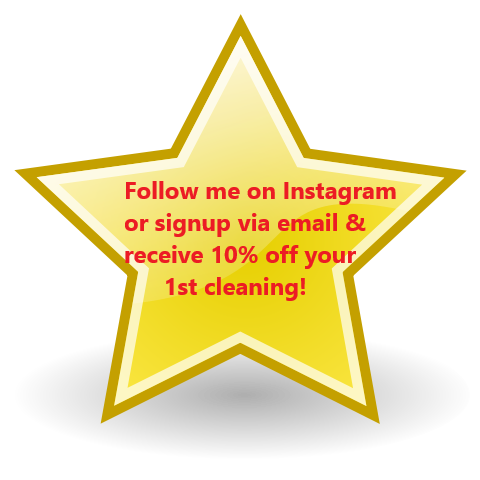 Follow me on Instagram
or signup via email &
receive 10% off your
1st cleaning!